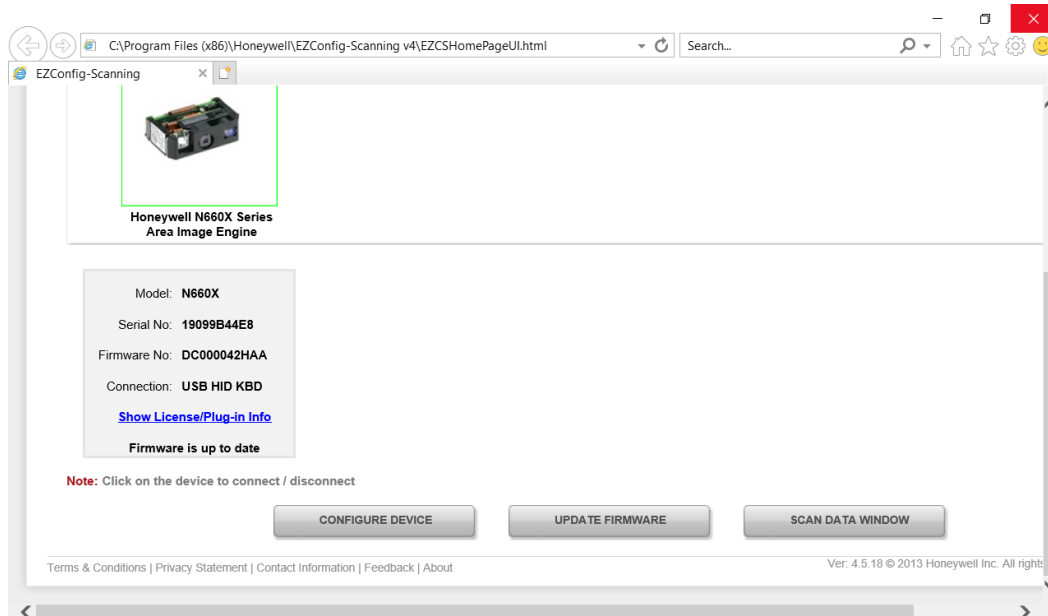 C:\Program Files (x86)\Honeywell\EZConfig-Scanning v4\EZCSHomePageUI.html
Search...
EZConfig-Scanning
Honeywell N660X Series
Area Image Engine
Model: N660X
Serial No: 19099B44E8
Firmware No: DC000042HAA
Connection: USB HID KBD
Show License/Plug-in Info
Firmware is up to date
Note: Click on the device to connect / disconnect
CONFIGURE DEVICE
UPDATE FIRMWARE
SCAN DATA WINDOW
Terms & Conditions | Privacy Statement | Contact Information | Feedback | About
Ver: 4.5.18 © 2013 Honeywell Inc. All rights